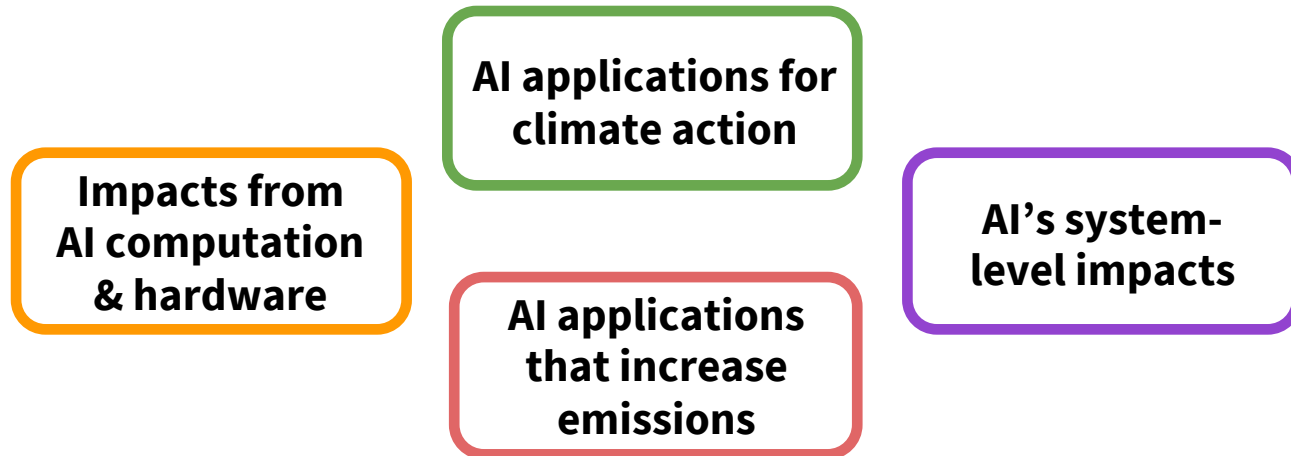 AI applications for
climate action
Impacts from
AI computation
& hardware
AI’s system-
level impacts
AI applications
that increase
emissions